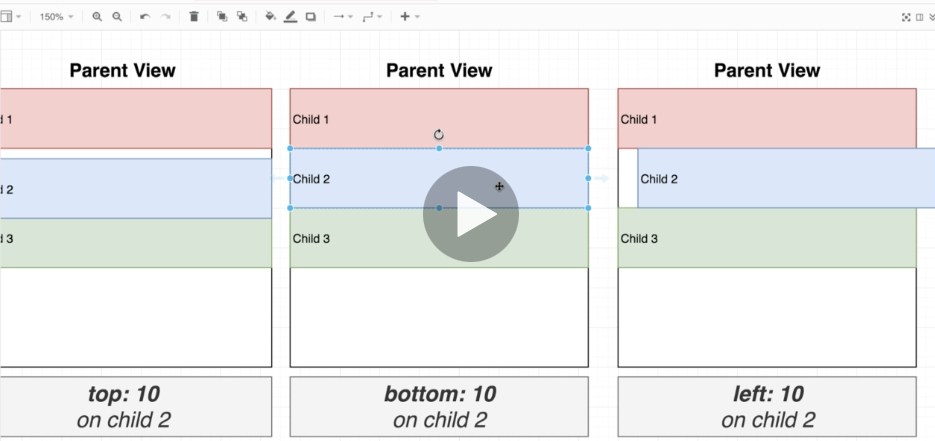 150%
Parent View
Parent View
Parent View
d 1
Child 1
Child 1
d 2
Child 2
Child 2
d 3
Child 3
Child 3
top: 10
on child 2
bottom: 10
on child 2
left: 10
on child 2